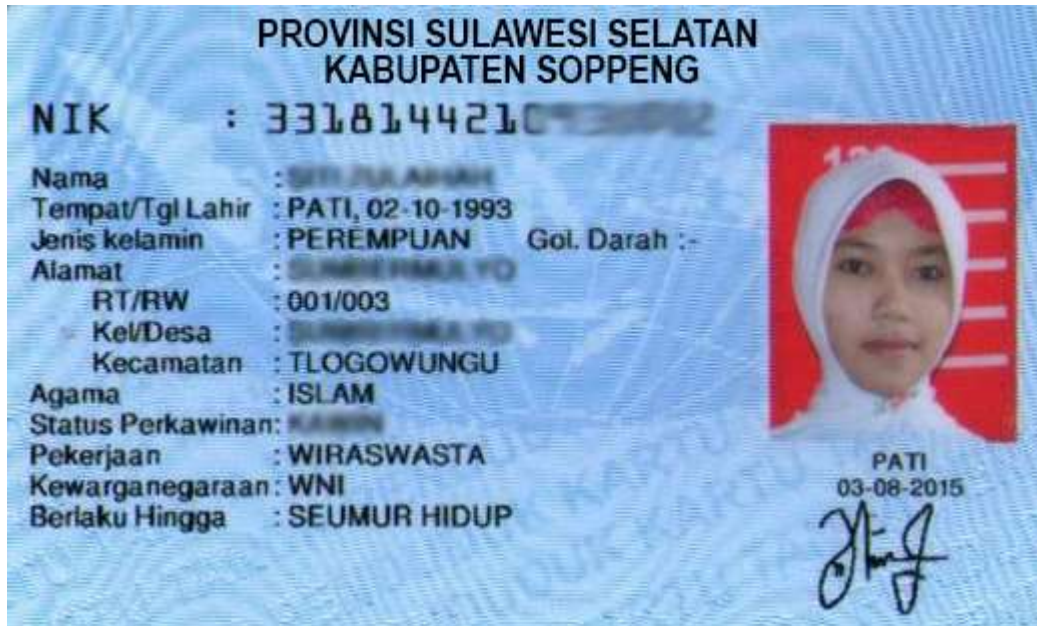 PROVINSI SULAWESI SELATAN
KABUPATEN SOPPENG
NIK : 331814421
Nama :
Tempat/Tgl Lahir : PATI, 02-10-1993
Jenis kelamin : PEREMPUAN Gol. Darah :-
Alamat :
RT/RW : 001/003
Kel/Desa :
Kecamatan : TLOGOWUNGU
Agama : ISLAM
Status Perkawinan:
Pekerjaan : WIRASWASTA
Kewarganegaraan : WNI
Berlaku Hingga : SEUMUR HIDUP
PATI
03-08-2015